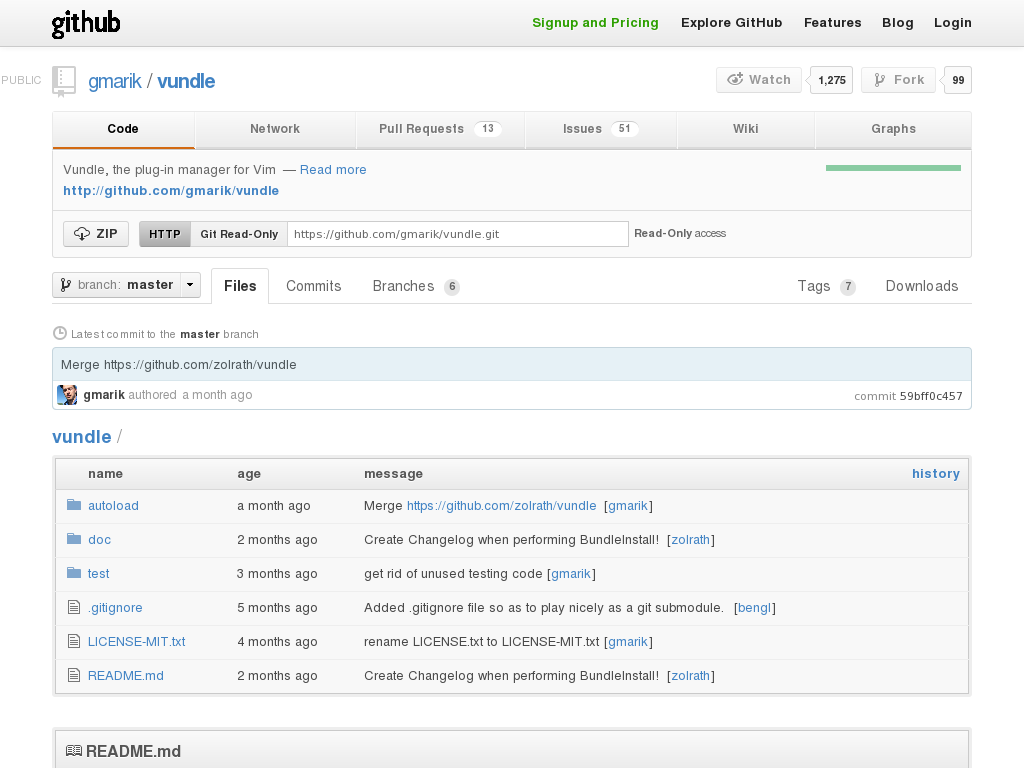 github
Signup and Pricing Explore GitHub Features Blog Login
PUBLIC gmarik / vundle Watch 1,275 Fork 99
Code Network Pull Requests 13 Issues 51 Wiki Graphs
Vundle, the plug-in manager for Vim — Read more
http://github.com/gmarik/vundle
ZIP HTTP Git Read-Only https://github.com/gmarik/vundle.git Read-Only access
branch: master Files Commits Branches 6 Tags 7 Downloads
Latest commit to the master branch
Merge https://github.com/zolrath/vundle
gmarik authored a month ago commit 59bff0c457
vundle /
name age message history
autoload a month ago Merge https://github.com/zolrath/vundle [gmarik]
doc 2 months ago Create Changelog when performing BundleInstall! [zolrath]
test 3 months ago get rid of unused testing code [gmarik]
.gitignore 5 months ago Added .gitignore file so as to play nicely as a git submodule. [bengl]
LICENSE-MIT.txt 4 months ago rename LICENSE.txt to LICENSE-MIT.txt [gmarik]
README.md 2 months ago Create Changelog when performing BundleInstall! [zolrath]
README.md